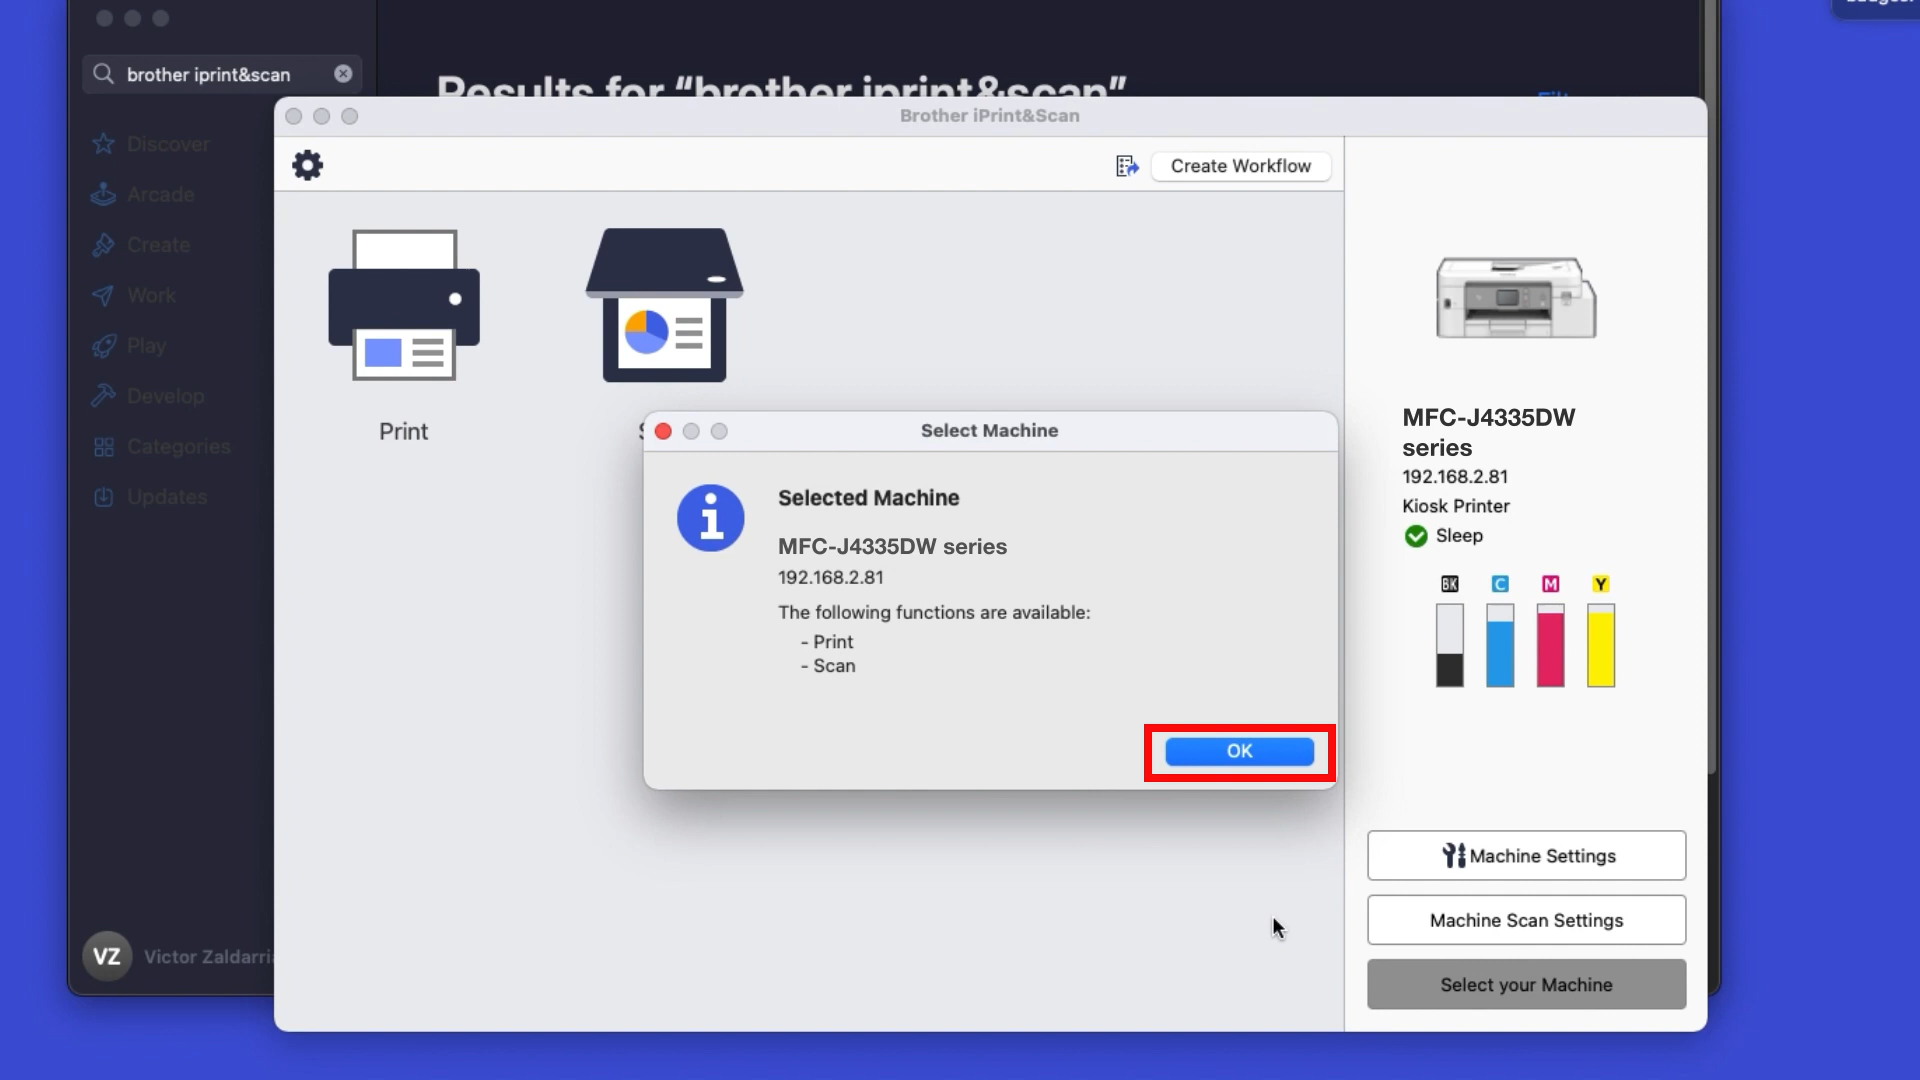 brother iprint&scan
Results for “brother iprint&scan”
Discover
Arcade
Create
Work
Play
Develop
Categories
Updates
VZ
Brother iPrint&Scan
Create Workflow
Print
Select Machine
Selected Machine
MFC-J4335DW series
192.168.2.81
The following functions are available:
- Print
- Scan
OK
MFC-J4335DW
series
192.168.2.81
Kiosk Printer
Sleep
BK C M Y
Machine Settings
Machine Scan Settings
Select your Machine
Victor